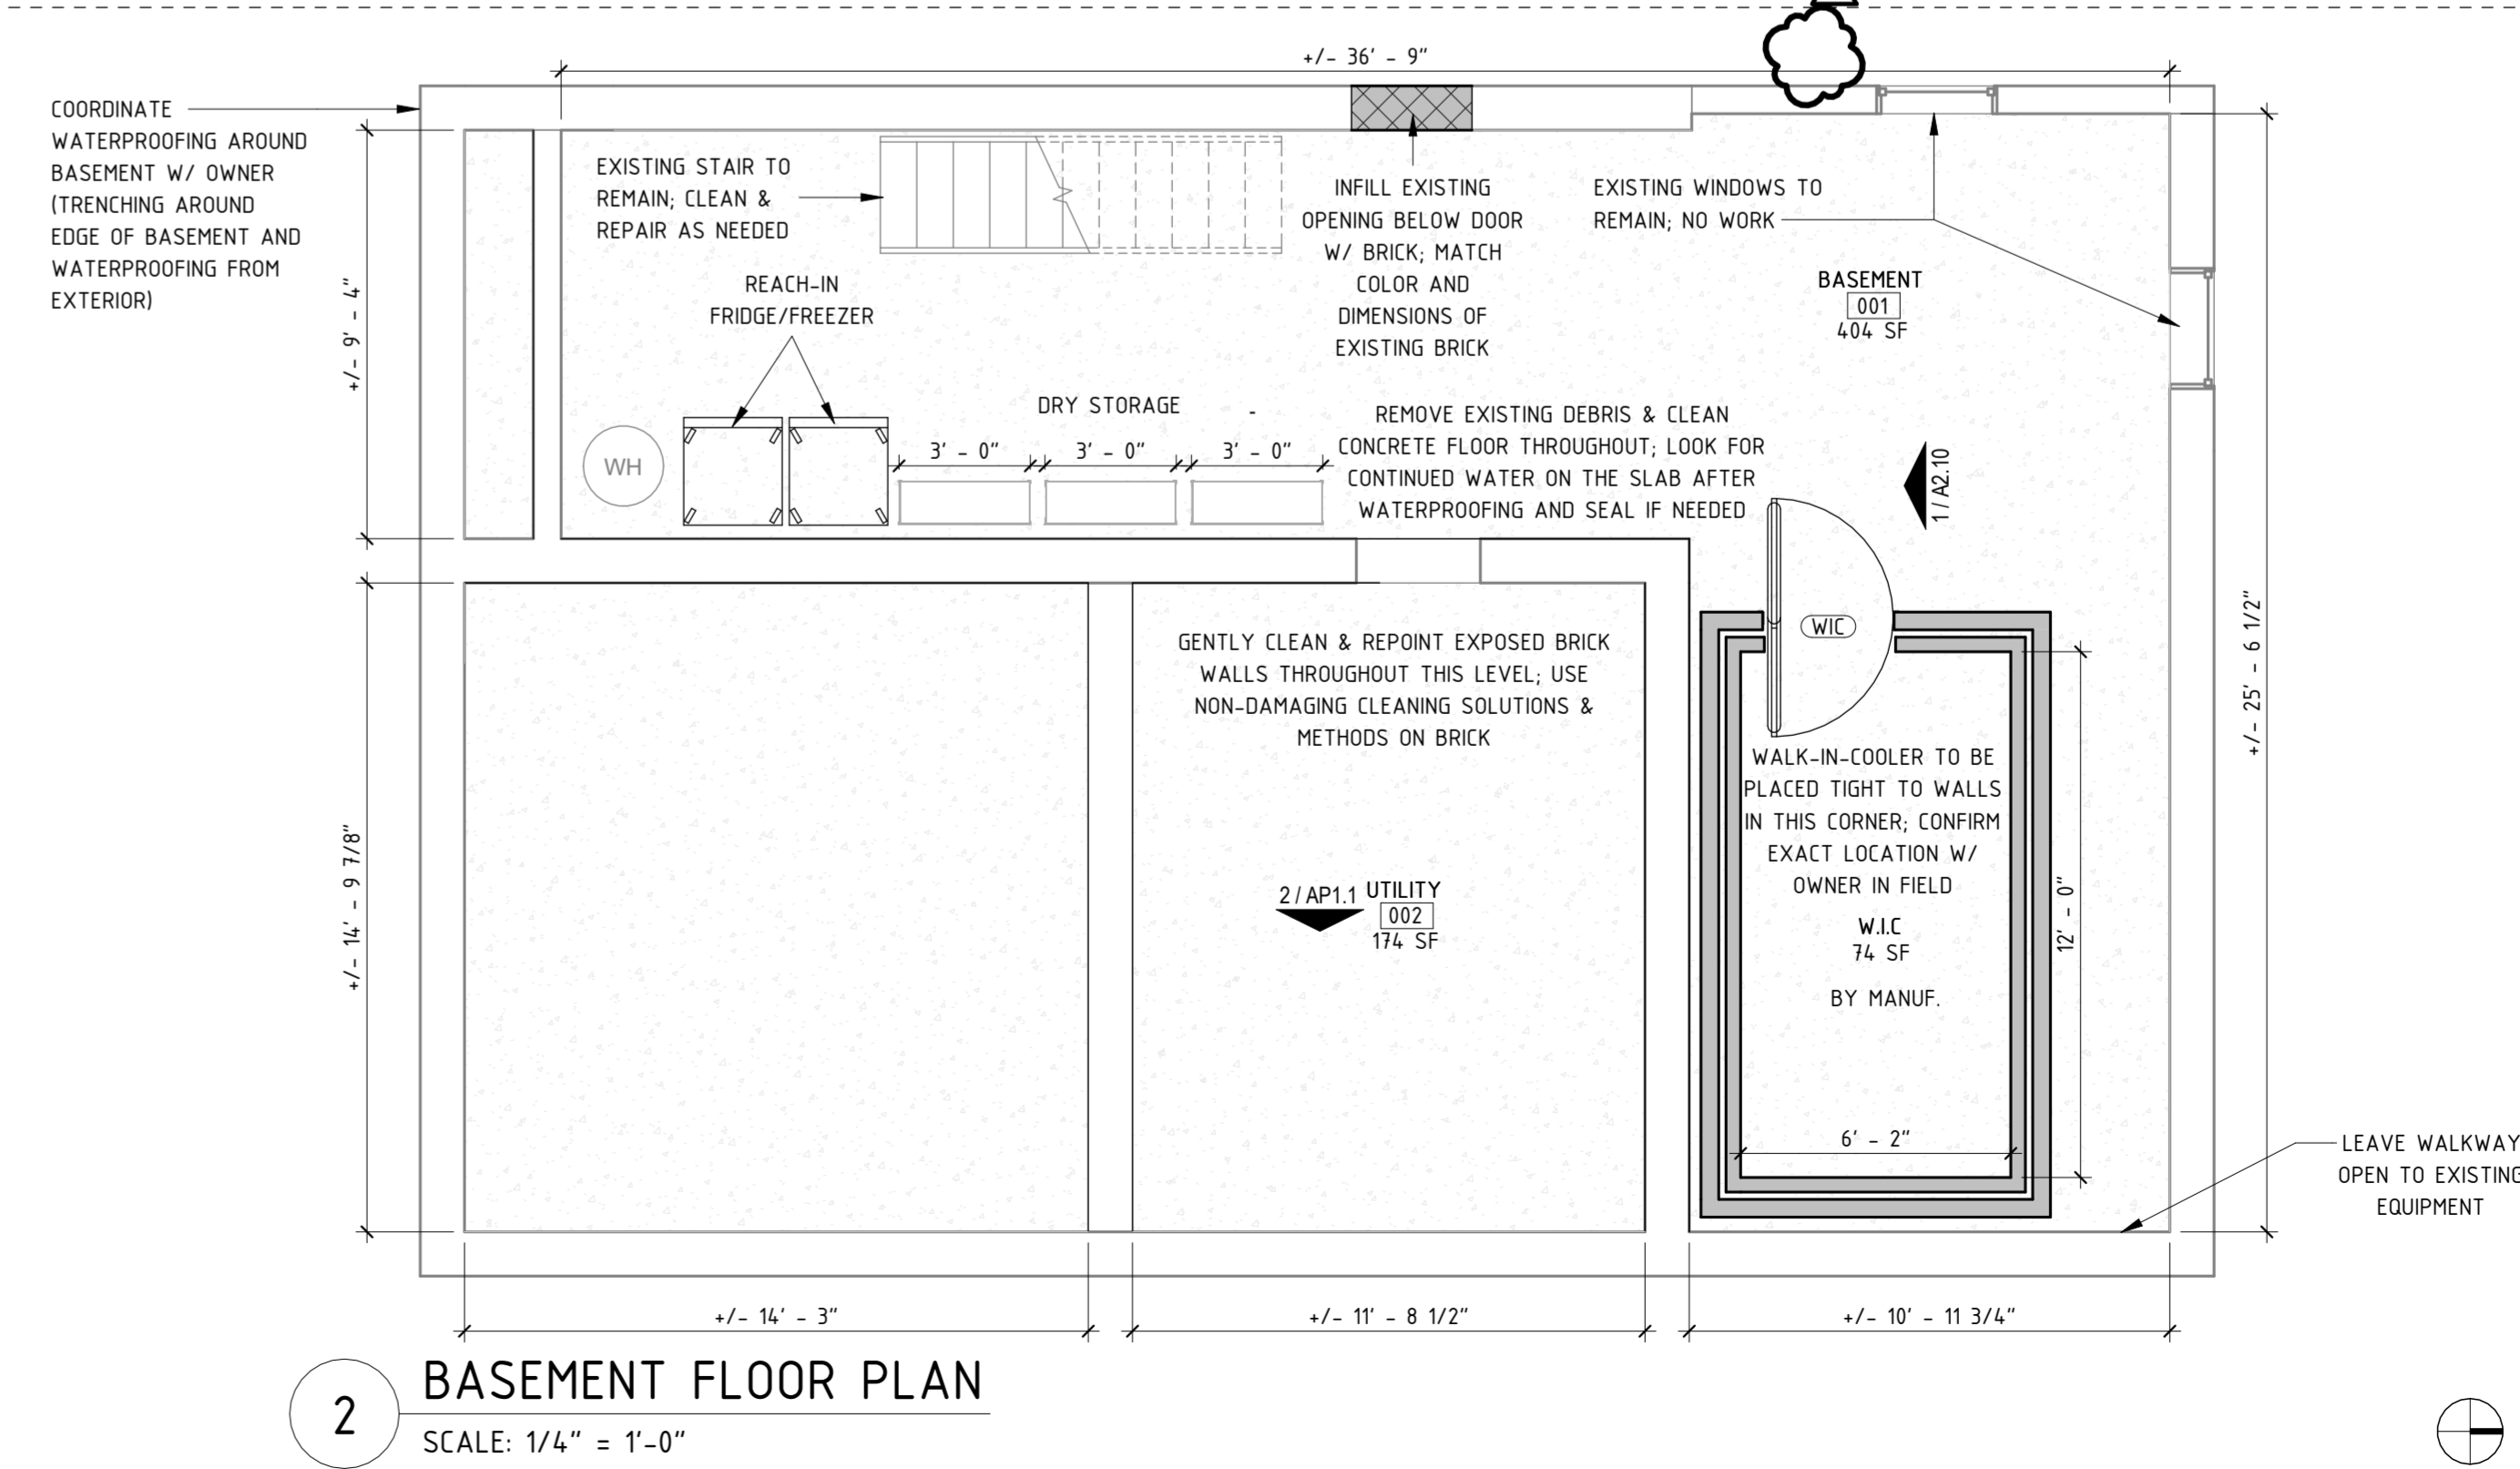 +/- 36' - 9"
COORDINATE
WATERPROOFING AROUND
BASEMENT W/ OWNER
(TRENCHING AROUND
EDGE OF BASEMENT AND
WATERPROOFING FROM
EXTERIOR)
+/- 9' - 4"
EXISTING STAIR TO
REMAIN; CLEAN &
REPAIR AS NEEDED
REACH-IN
FRIDGE/FREEZER
INFILL EXISTING
OPENING BELOW DOOR
W/ BRICK; MATCH
COLOR AND
DIMENSIONS OF
EXISTING BRICK
EXISTING WINDOWS TO
REMAIN; NO WORK
BASEMENT
001
404 SF
WH
DRY STORAGE -
3' - 0" 3' - 0" 3' - 0"
REMOVE EXISTING DEBRIS & CLEAN
CONCRETE FLOOR THROUGHOUT; LOOK FOR
CONTINUED WATER ON THE SLAB AFTER
WATERPROOFING AND SEAL IF NEEDED
1 / A2.10
+/- 25' - 6 1/2"
+/- 14' - 9 7/8"
GENTLY CLEAN & REPOINT EXPOSED BRICK
WALLS THROUGHOUT THIS LEVEL; USE
NON-DAMAGING CLEANING SOLUTIONS &
METHODS ON BRICK
2 / AP1.1
UTILITY
002
174 SF
WIC
WALK-IN-COOLER TO BE
PLACED TIGHT TO WALLS
IN THIS CORNER; CONFIRM
EXACT LOCATION W/
OWNER IN FIELD
W.I.C
74 SF
BY MANUF.
12' - 0"
6' - 2"
LEAVE WALKWAY
OPEN TO EXISTING
EQUIPMENT
+/- 14' - 3" +/- 11' - 8 1/2" +/- 10' - 11 3/4"
2
BASEMENT FLOOR PLAN
SCALE: 1/4" = 1'-0"